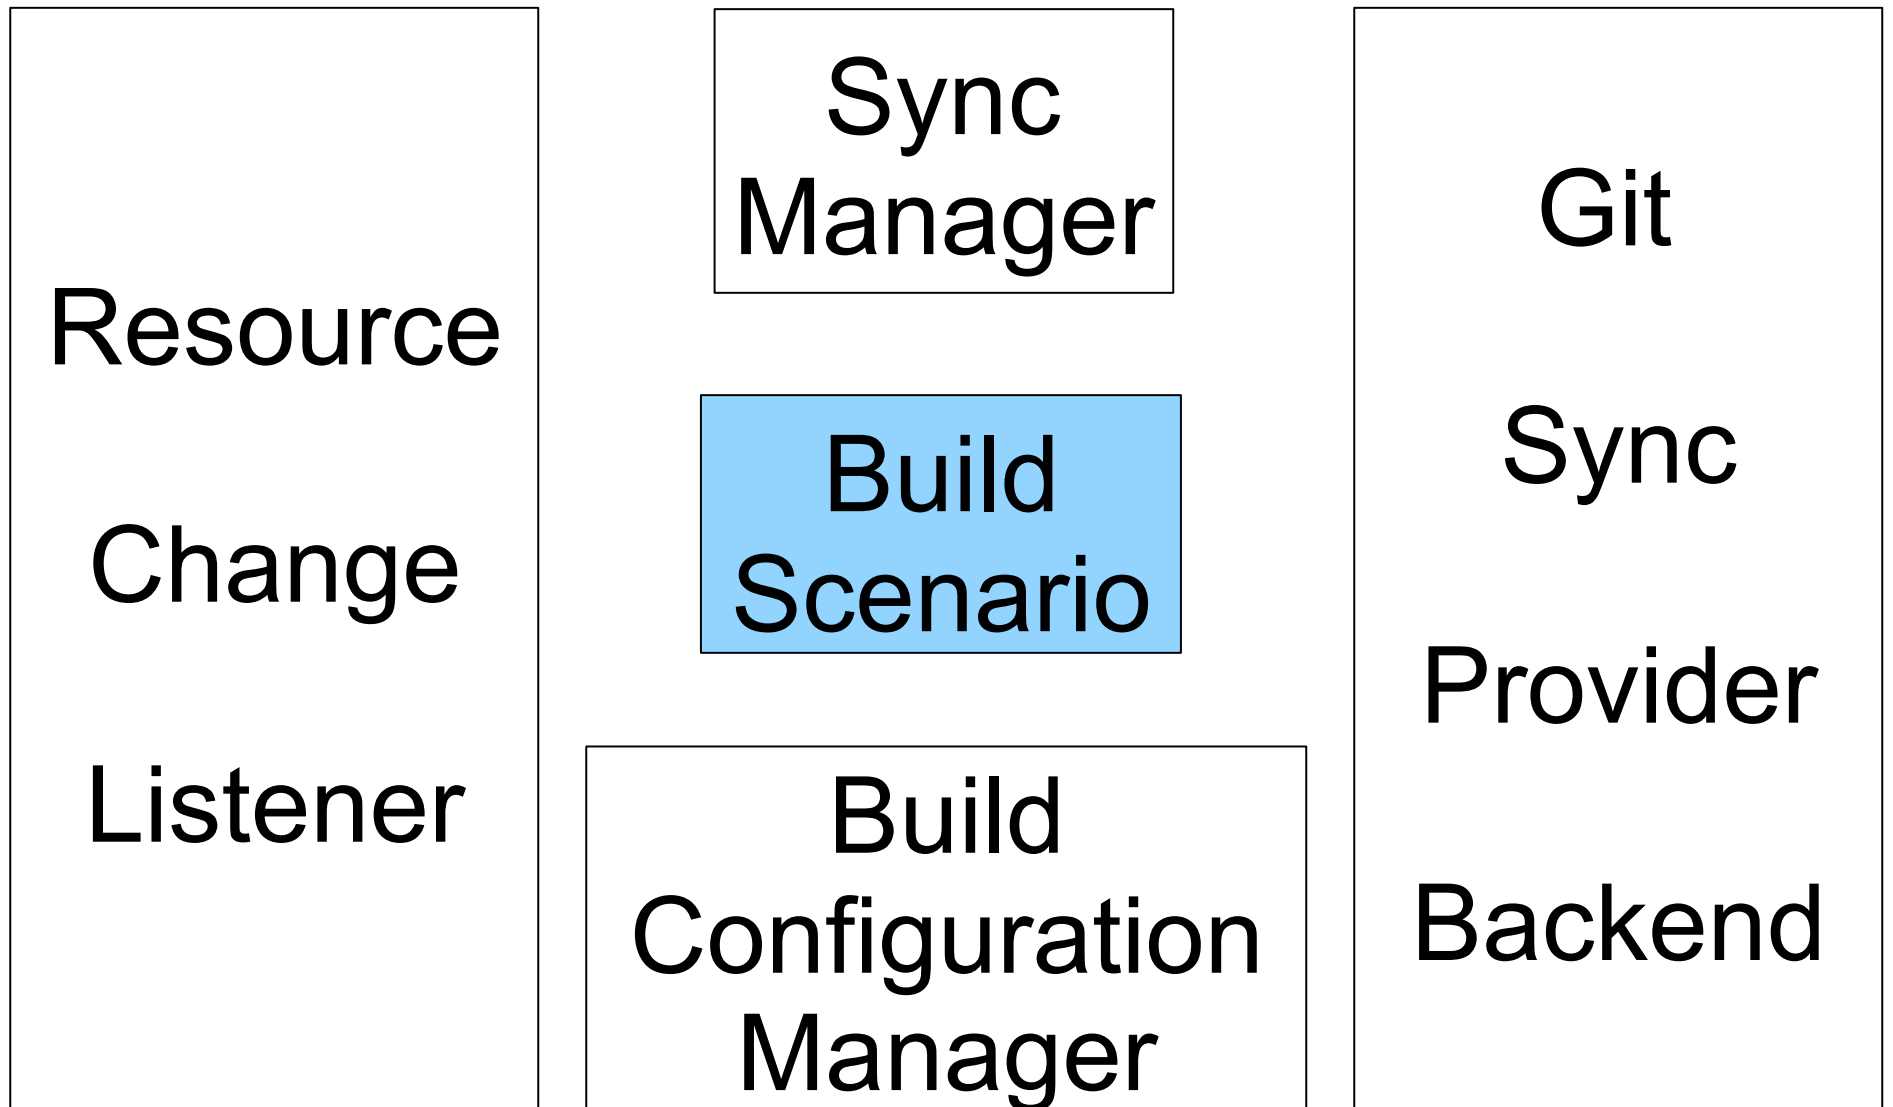 Resource
Change
Listener
Sync
Manager
Build
Scenario
Build
Configuration
Manager
Git
Sync
Provider
Backend